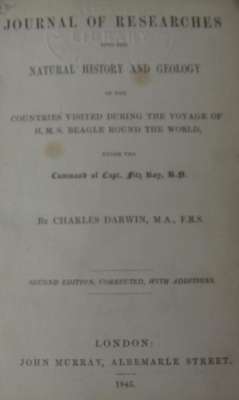 JOURNAL OF RESEARCHES
INTO THE
NATURAL HISTORY AND GEOLOGY
OF THE
COUNTRIES VISITED DURING THE VOYAGE OF
H.M.S. BEAGLE ROUND THE WORLD,
UNDER THE
Command of Capt. Fitz Roy, R.N.
BY CHARLES DARWIN, M.A., F.R.S.
SECOND EDITION, CORRECTED, WITH ADDITIONS.
LONDON:
JOHN MURRAY, ALBEMARLE STREET.
1845.